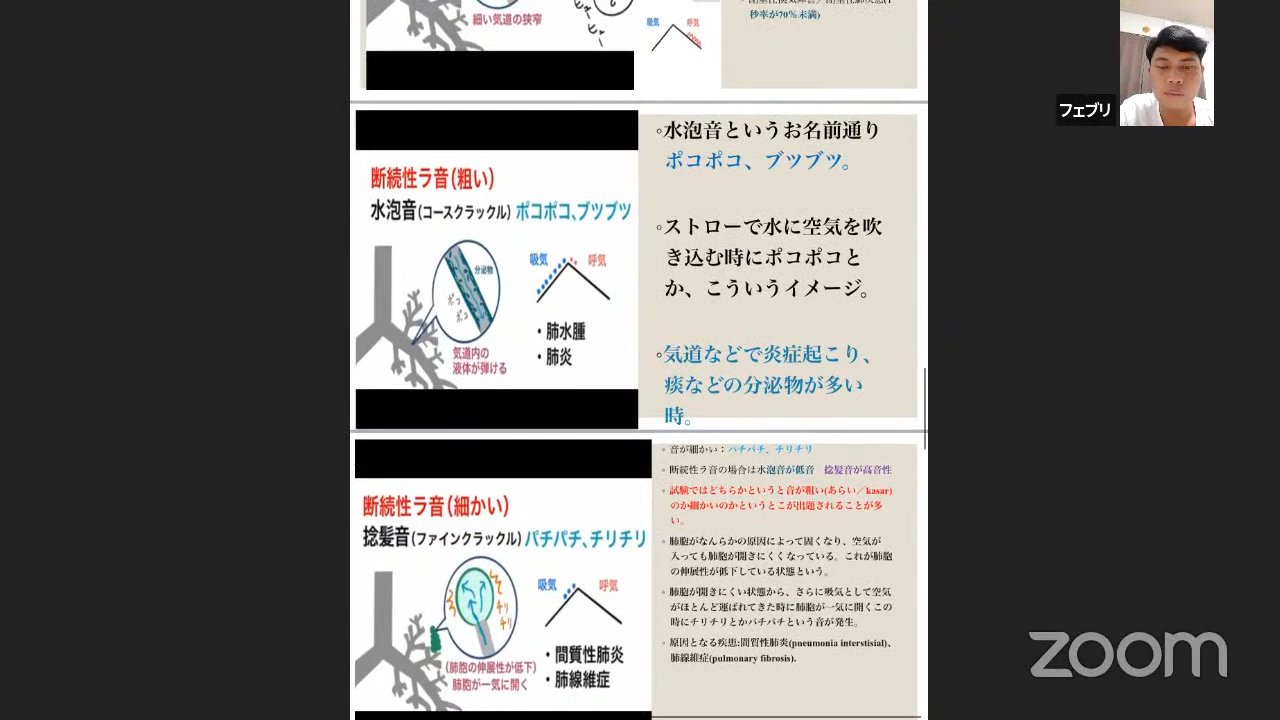 細い気道の狭窄
吸気
呼気
秒率が70%未満)
フェブリ
断続性ラ音(粗い)
水泡音(コースクラックル) ポコポコ、ブツブツ
分泌物
ポコ
ポコ
気道内の
液体が弾ける
吸気
呼気
・肺水腫
・肺炎
◦水泡音というお名前通り
ポコポコ、ブツブツ。
◦ストローで水に空気を吹
き込む時にポコポコと
か、こういうイメージ。
◦気道などで炎症起こり、
痰などの分泌物が多い
時。
断続性ラ音(細かい)
捻髪音(ファインクラックル) パチパチ、チリチリ
チリ
チリ
(肺胞の伸展性が低下)
肺胞が一気に開く
吸気
呼気
・間質性肺炎
・肺線維症
◦ 音が細かい:パチパチ、チリチリ
◦ 断続性ラ音の場合は水泡音が低音 捻髪音が高音性
◦ 試験ではどちらかというと音が粗い(あらい/kasar)
のか細かいのかというとこが出題されることが多
い。
◦ 肺胞がなんらかの原因によって固くなり、空気が
入っても肺胞が開きにくくなっている。これが肺胞
の伸展性が低下している状態という。
◦ 肺胞が開きにくい状態から、さらに吸気として空気
がほとんど運ばれてきた時に肺胞が一気に開くこの
時にチリチリとかパチパチという音が発生。
◦ 原因となる疾患:間質性肺炎(pneumonia interstisial)、
肺線維症(pulmonary fibrosis).
zoom